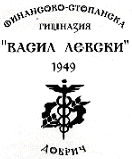 ФИНАНСОВО-СТОПАНСКА
ГИМНАЗИЯ
"ВАСИЛ ЛЕВСКИ"
1949
ДОБРИЧ